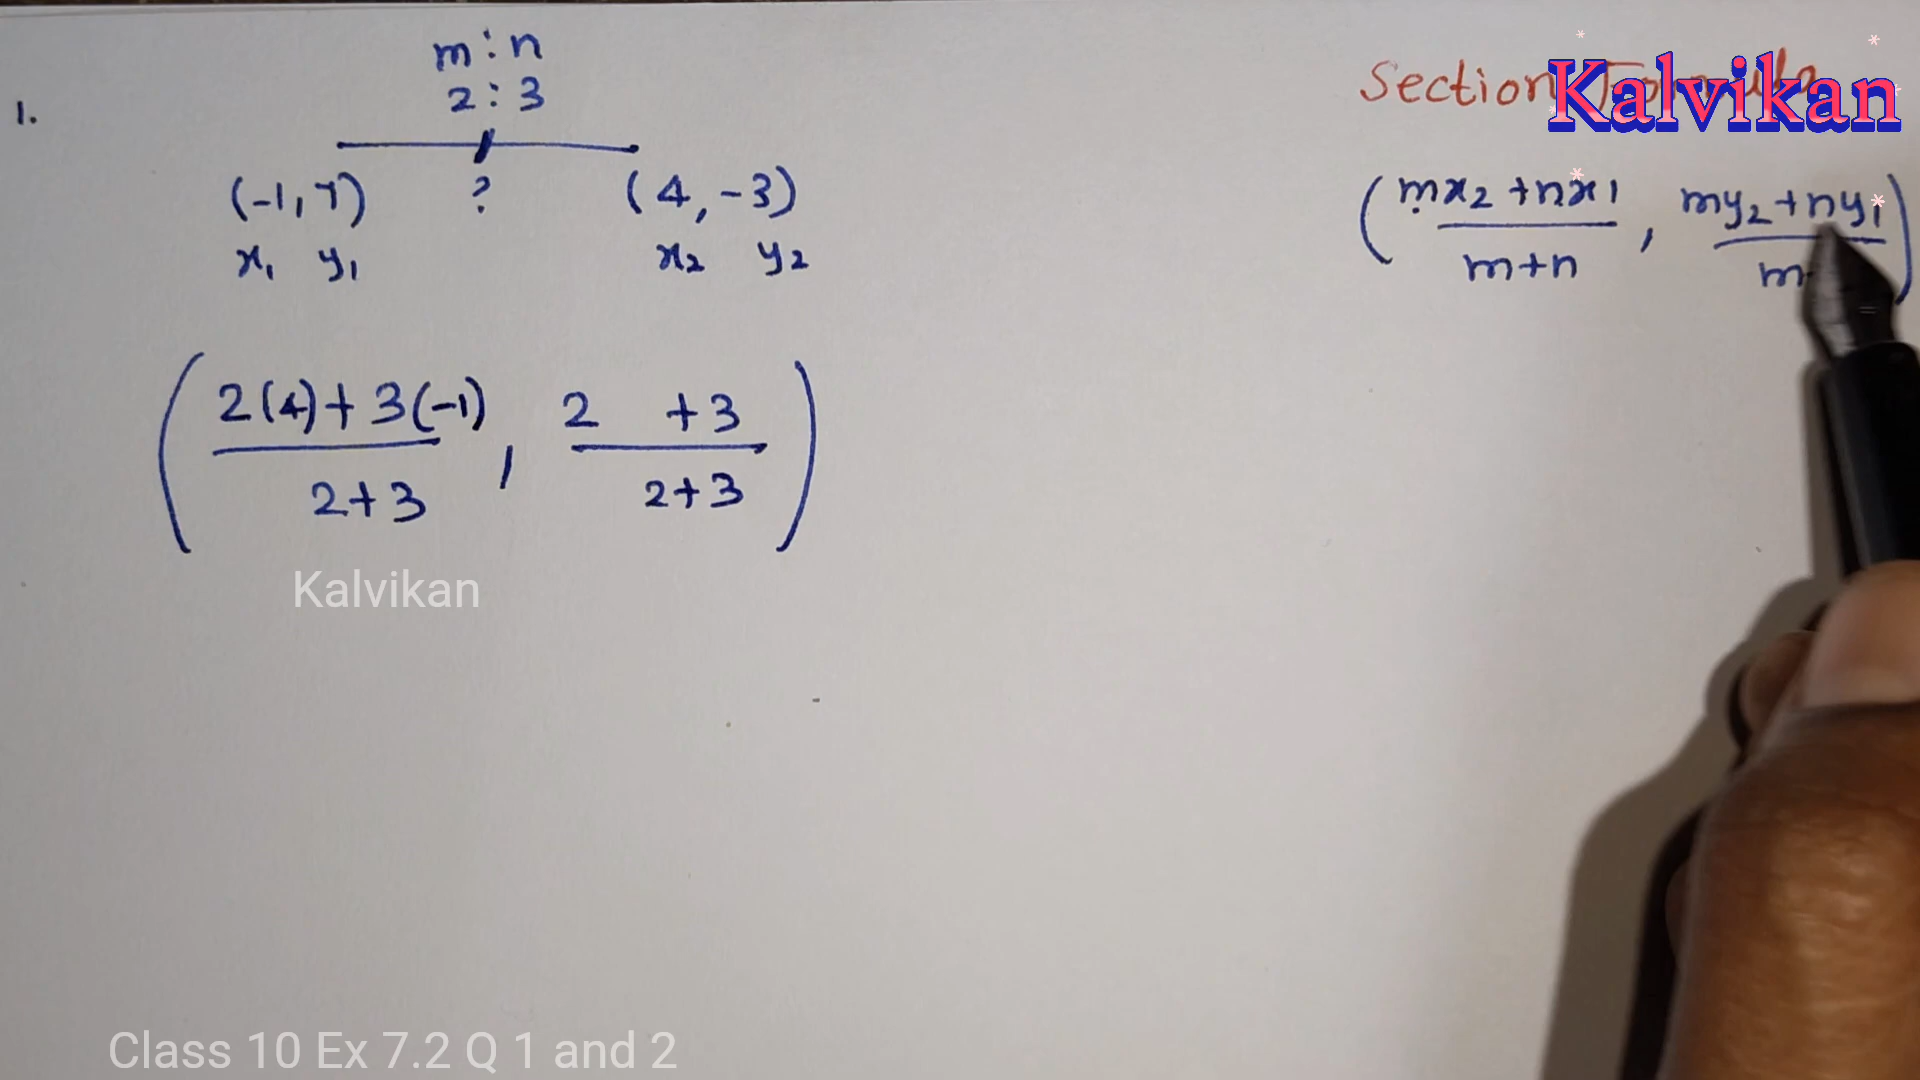 m : n
2 : 3
1.
(-1, 7) ? (4, -3)
x₁ y₁ x₂ y₂
Section
Kalvikan
(mx₂ + nx₁ / m+n , my₂ + ny₁ / m
(2(4) + 3(-1) / 2+3 , 2 +3 / 2+3)
Kalvikan
Class 10 Ex 7.2 Q 1 and 2